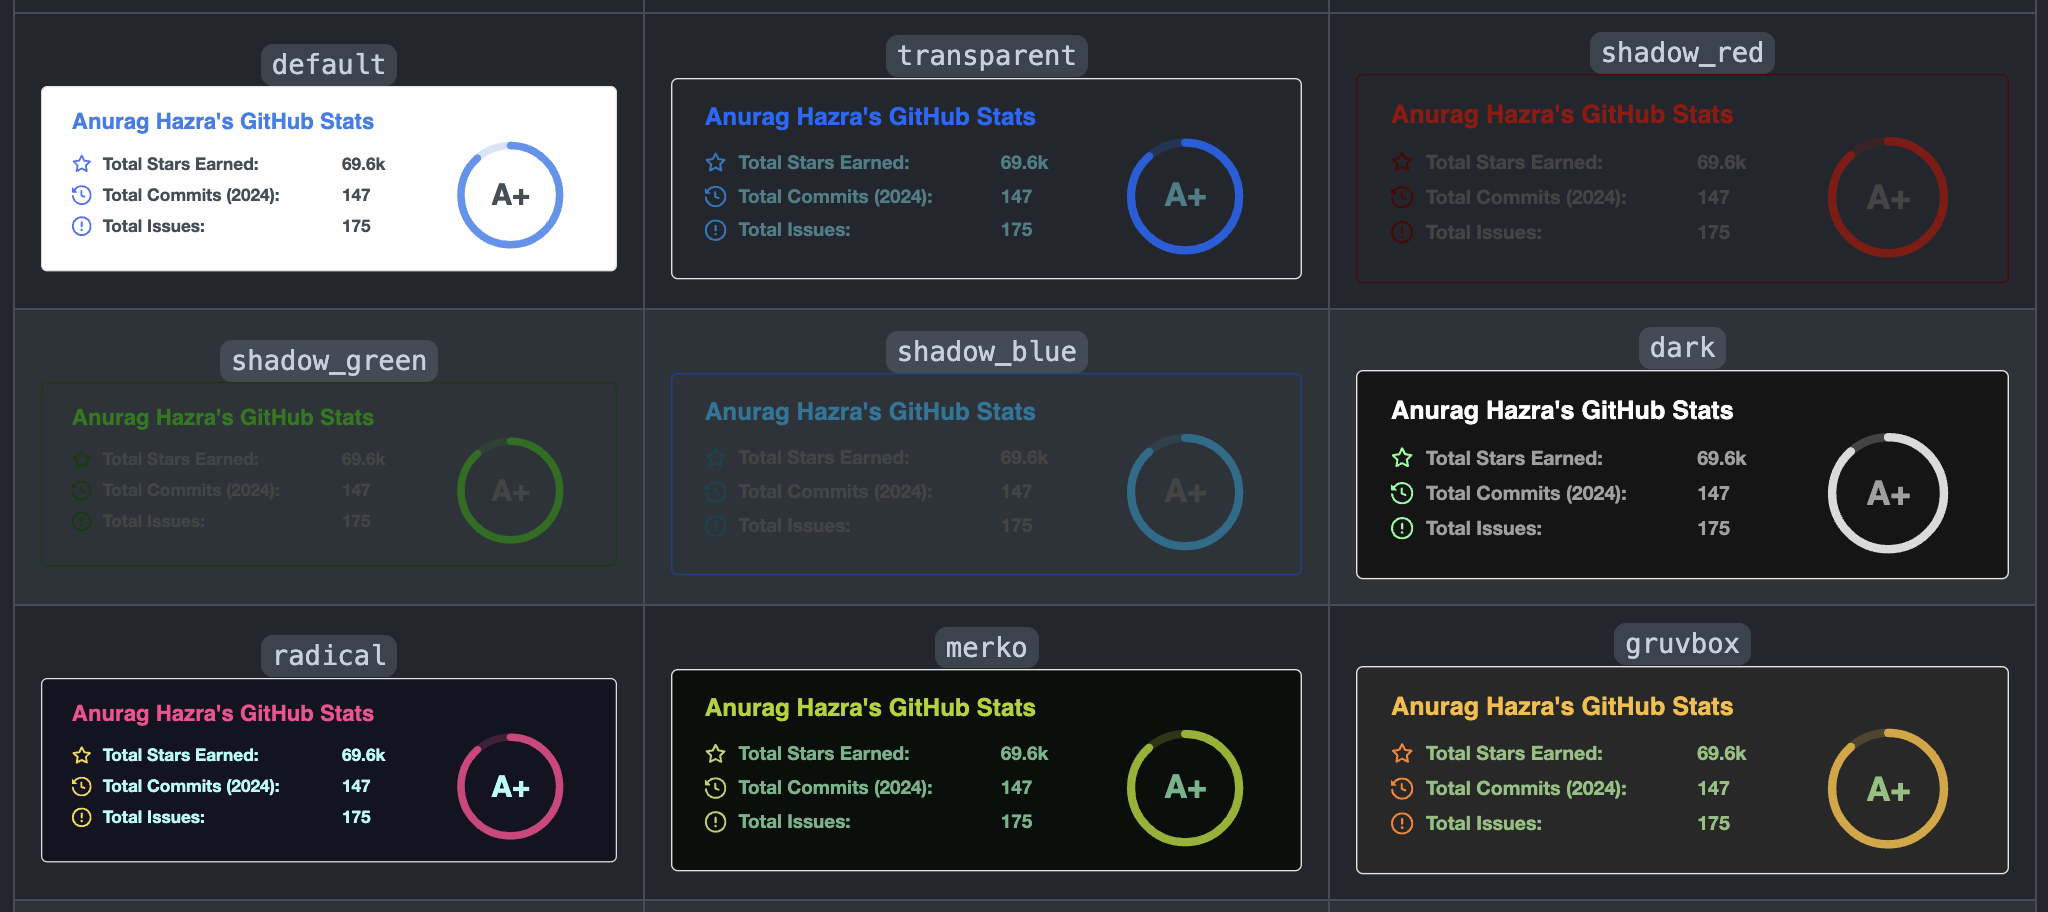 default
Anurag Hazra's GitHub Stats
Total Stars Earned: 69.6k
Total Commits (2024): 147
Total Issues: 175
A+
transparent
Anurag Hazra's GitHub Stats
Total Stars Earned: 69.6k
Total Commits (2024): 147
Total Issues: 175
A+
shadow_red
Anurag Hazra's GitHub Stats
Total Stars Earned: 69.6k
Total Commits (2024): 147
Total Issues: 175
A+
shadow_green
Anurag Hazra's GitHub Stats
Total Stars Earned: 69.6k
Total Commits (2024): 147
Total Issues: 175
A+
shadow_blue
Anurag Hazra's GitHub Stats
Total Stars Earned: 69.6k
Total Commits (2024): 147
Total Issues: 175
A+
dark
Anurag Hazra's GitHub Stats
Total Stars Earned: 69.6k
Total Commits (2024): 147
Total Issues: 175
A+
radical
Anurag Hazra's GitHub Stats
Total Stars Earned: 69.6k
Total Commits (2024): 147
Total Issues: 175
A+
merko
Anurag Hazra's GitHub Stats
Total Stars Earned: 69.6k
Total Commits (2024): 147
Total Issues: 175
A+
gruvbox
Anurag Hazra's GitHub Stats
Total Stars Earned: 69.6k
Total Commits (2024): 147
Total Issues: 175
A+